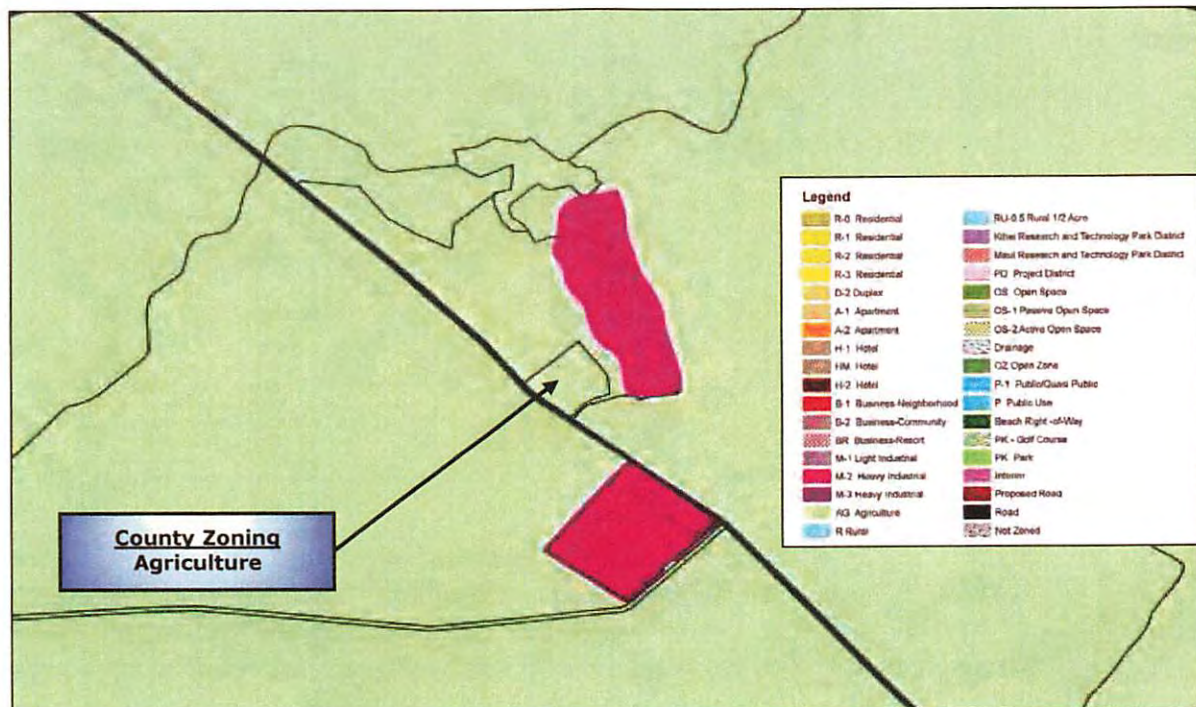 Legend
R-0 Residential
R-1 Residential
R-2 Residential
R-3 Residential
D-2 Duplex
A-1 Apartment
A-2 Apartment
H-1 Hotel
HM Hotel
H-2 Hotel
B-1 Business-Neighborhood
B-2 Business-Community
BR Business-Resort
M-1 Light Industrial
M-2 Heavy Industrial
M-3 Heavy Industrial
AG Agriculture
R Rural
RU-0.5 Rural 1/2 Acre
Kihei Research and Technology Park District
Maui Research and Technology Park District
PD Project District
OS Open Space
OS-1 Passive Open Space
OS-2 Active Open Space
Drainage
OZ Open Zone
P-1 Public/Quasi Public
P Public Use
Beach Right-of-Way
PK - Golf Course
PK Park
Interim
Proposed Road
Road
Not Zoned
County Zoning
Agriculture